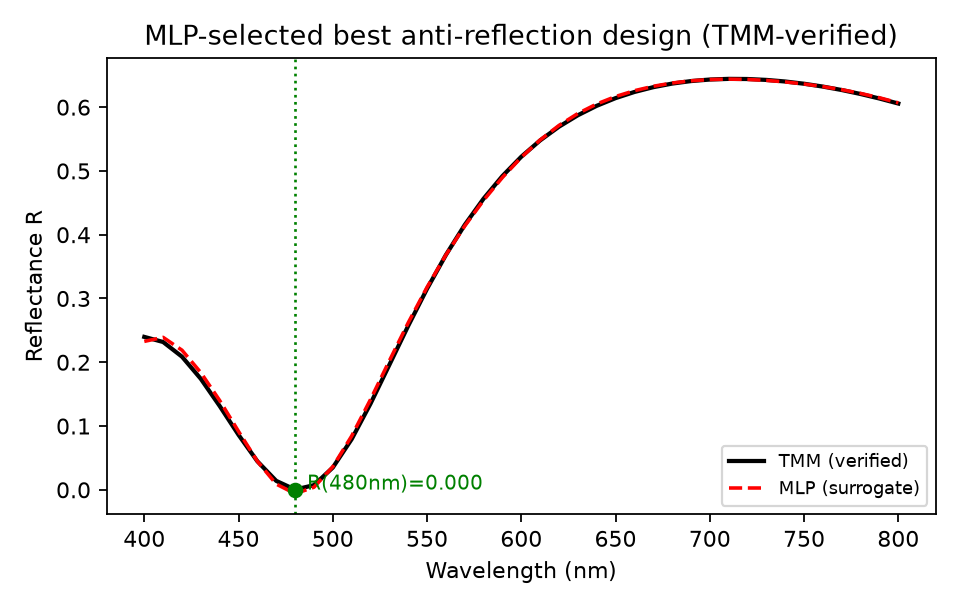 MLP-selected best anti-reflection design (TMM-verified)
Reflectance R
0.6
0.5
0.4
0.3
0.2
0.1
0.0
R(480nm)=0.000
TMM (verified)
MLP (surrogate)
400 450 500 550 600 650 700 750 800
Wavelength (nm)